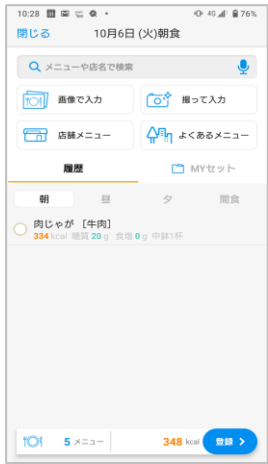 10:28 4G 76%
閉じる 10月6日 (火)朝食
メニューや店名で検索
画像で入力 撮って入力
店舗メニュー よくあるメニュー
履歴 MYセット
朝 昼 夕 間食
肉じゃが [牛肉]
334 kcal 糖質 20 g 食塩 0 g 中鉢1杯
5 メニュー 348 kcal 登録 >